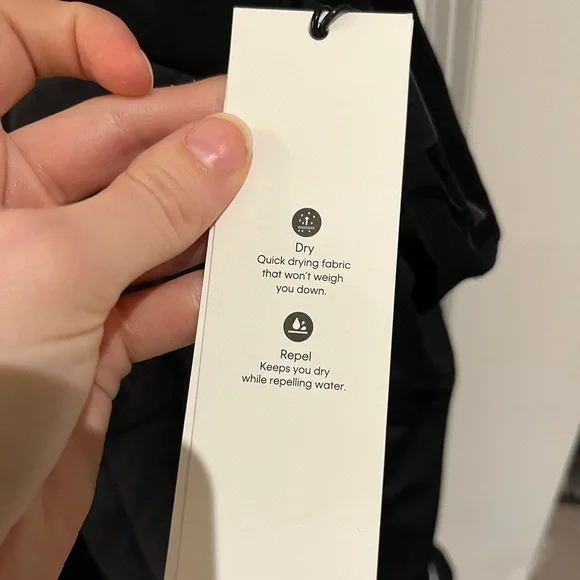 Dry
Quick drying fabric
that won't weigh
you down.
Repel
Keeps you dry
while repelling water.